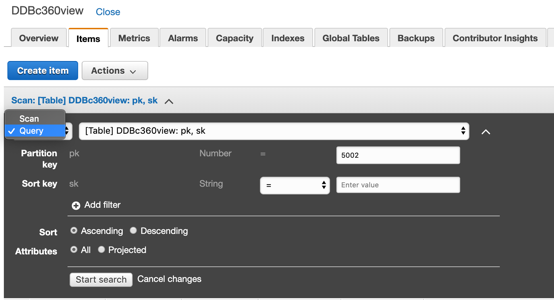 DDBc360view Close
Overview Items Metrics Alarms Capacity Indexes Global Tables Backups Contributor Insights
Create item Actions
Scan: [Table] DDBc360view: pk, sk
Scan
✓ Query [Table] DDBc360view: pk, sk
Partition key pk Number = 5002
Sort key sk String = Enter value
Add filter
Sort Ascending Descending
Attributes All Projected
Start search Cancel changes